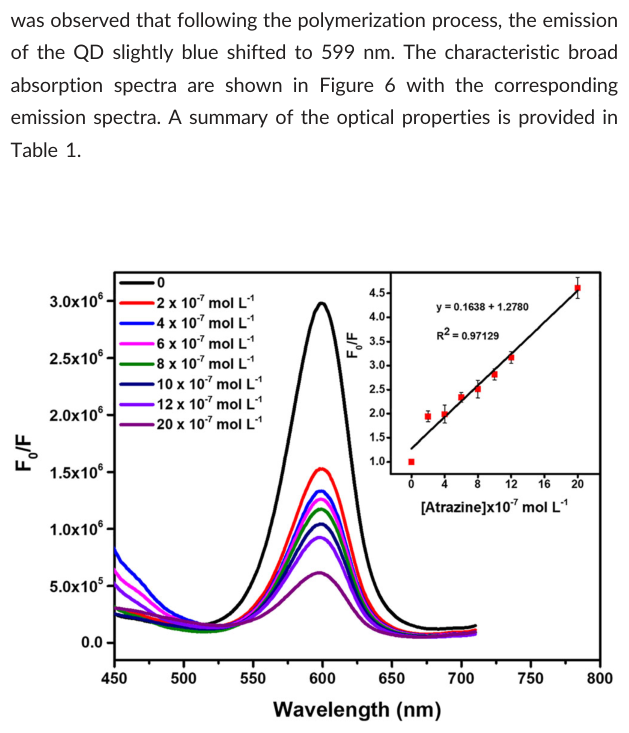 was observed that following the polymerization process, the emission
of the QD slightly blue shifted to 599 nm. The characteristic broad
absorption spectra are shown in Figure 6 with the corresponding
emission spectra. A summary of the optical properties is provided in
Table 1.
0
2 x 10⁻⁷ mol L⁻¹
4 x 10⁻⁷ mol L⁻¹
6 x 10⁻⁷ mol L⁻¹
8 x 10⁻⁷ mol L⁻¹
10 x 10⁻⁷ mol L⁻¹
12 x 10⁻⁷ mol L⁻¹
20 x 10⁻⁷ mol L⁻¹
F₀/F
3.0x10⁶
2.5x10⁶
2.0x10⁶
1.5x10⁶
1.0x10⁶
5.0x10⁵
0.0
450 500 550 600 650 700 750 800
Wavelength (nm)
F₀/F
4.5
4.0
3.5
3.0
2.5
2.0
1.5
1.0
y = 0.1638 + 1.2780
R² = 0.97129
0 4 8 12 16 20
[Atrazine]x10⁻⁷ mol L⁻¹